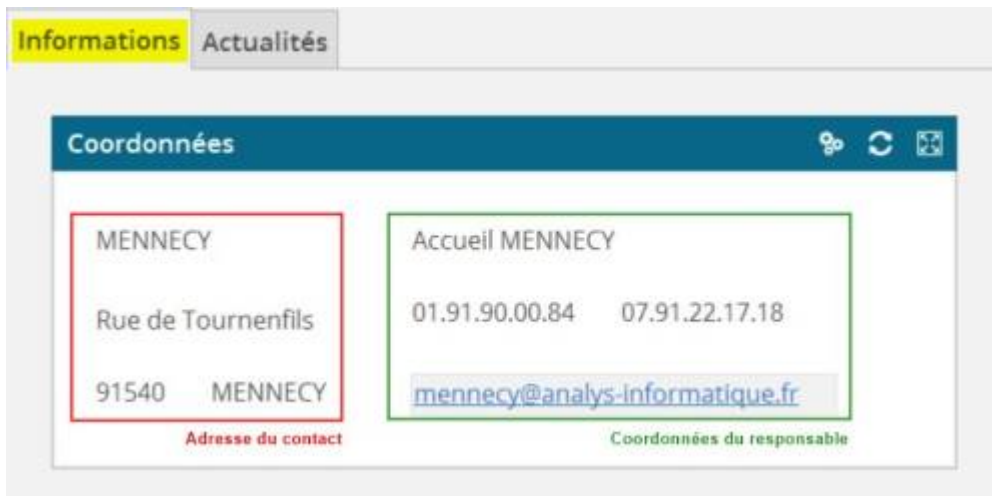 Informations Actualités
Coordonnées
MENNECY
Rue de Tournenfils
91540 MENNECY
Adresse du contact
Accueil MENNECY
01.91.90.00.84 07.91.22.17.18
mennecy@analys-informatique.fr
Coordonnées du responsable